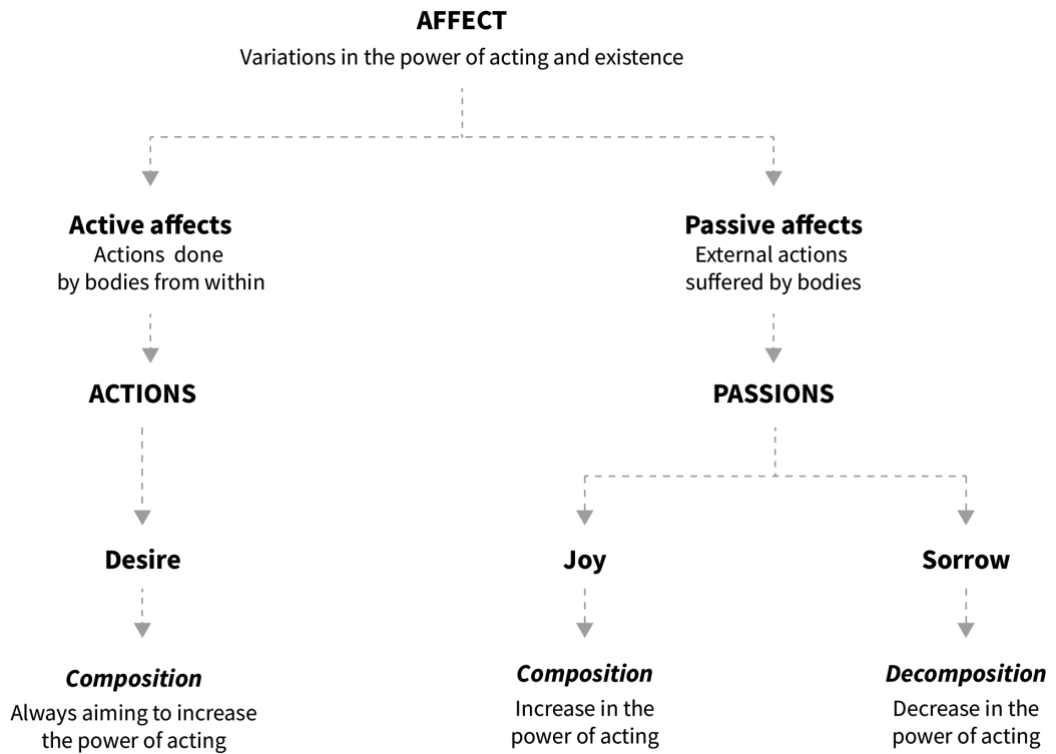 AFFECT
Variations in the power of acting and existence
Active affects
Actions done
by bodies from within
Passive affects
External actions
suffered by bodies
ACTIONS
PASSIONS
Desire
Joy
Sorrow
Composition
Always aiming to increase
the power of acting
Composition
Increase in the
power of acting
Decomposition
Decrease in the
power of acting